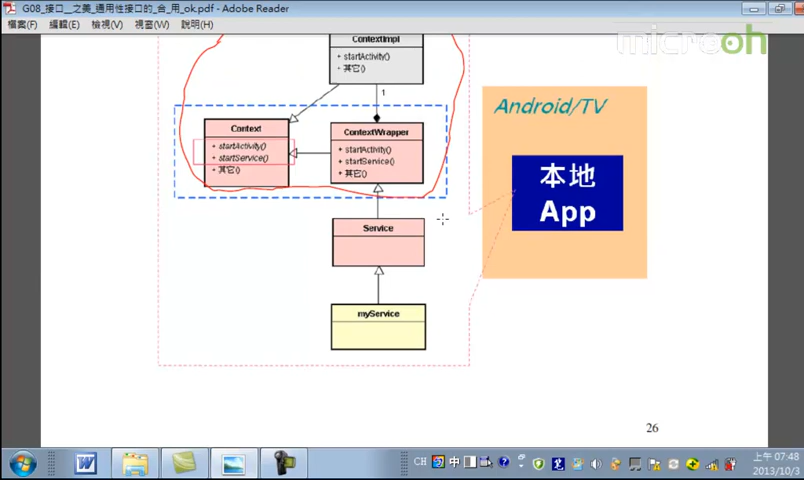 G08_接口__之美_通用性接口的_合_用_ok.pdf - Adobe Reader
檔案(F) 編輯(E) 檢視(V) 視窗(W) 說明(H)
microoh
ContextImpl
+ startActivity()
+ 其它()
1
Context
+ startActivity()
+ startService()
+ 其它()
ContextWrapper
+ startActivity()
+ startService()
+ 其它()
Service
myService
Android/TV
本地
App
26
CH
中
上午 07:48
2013/10/3